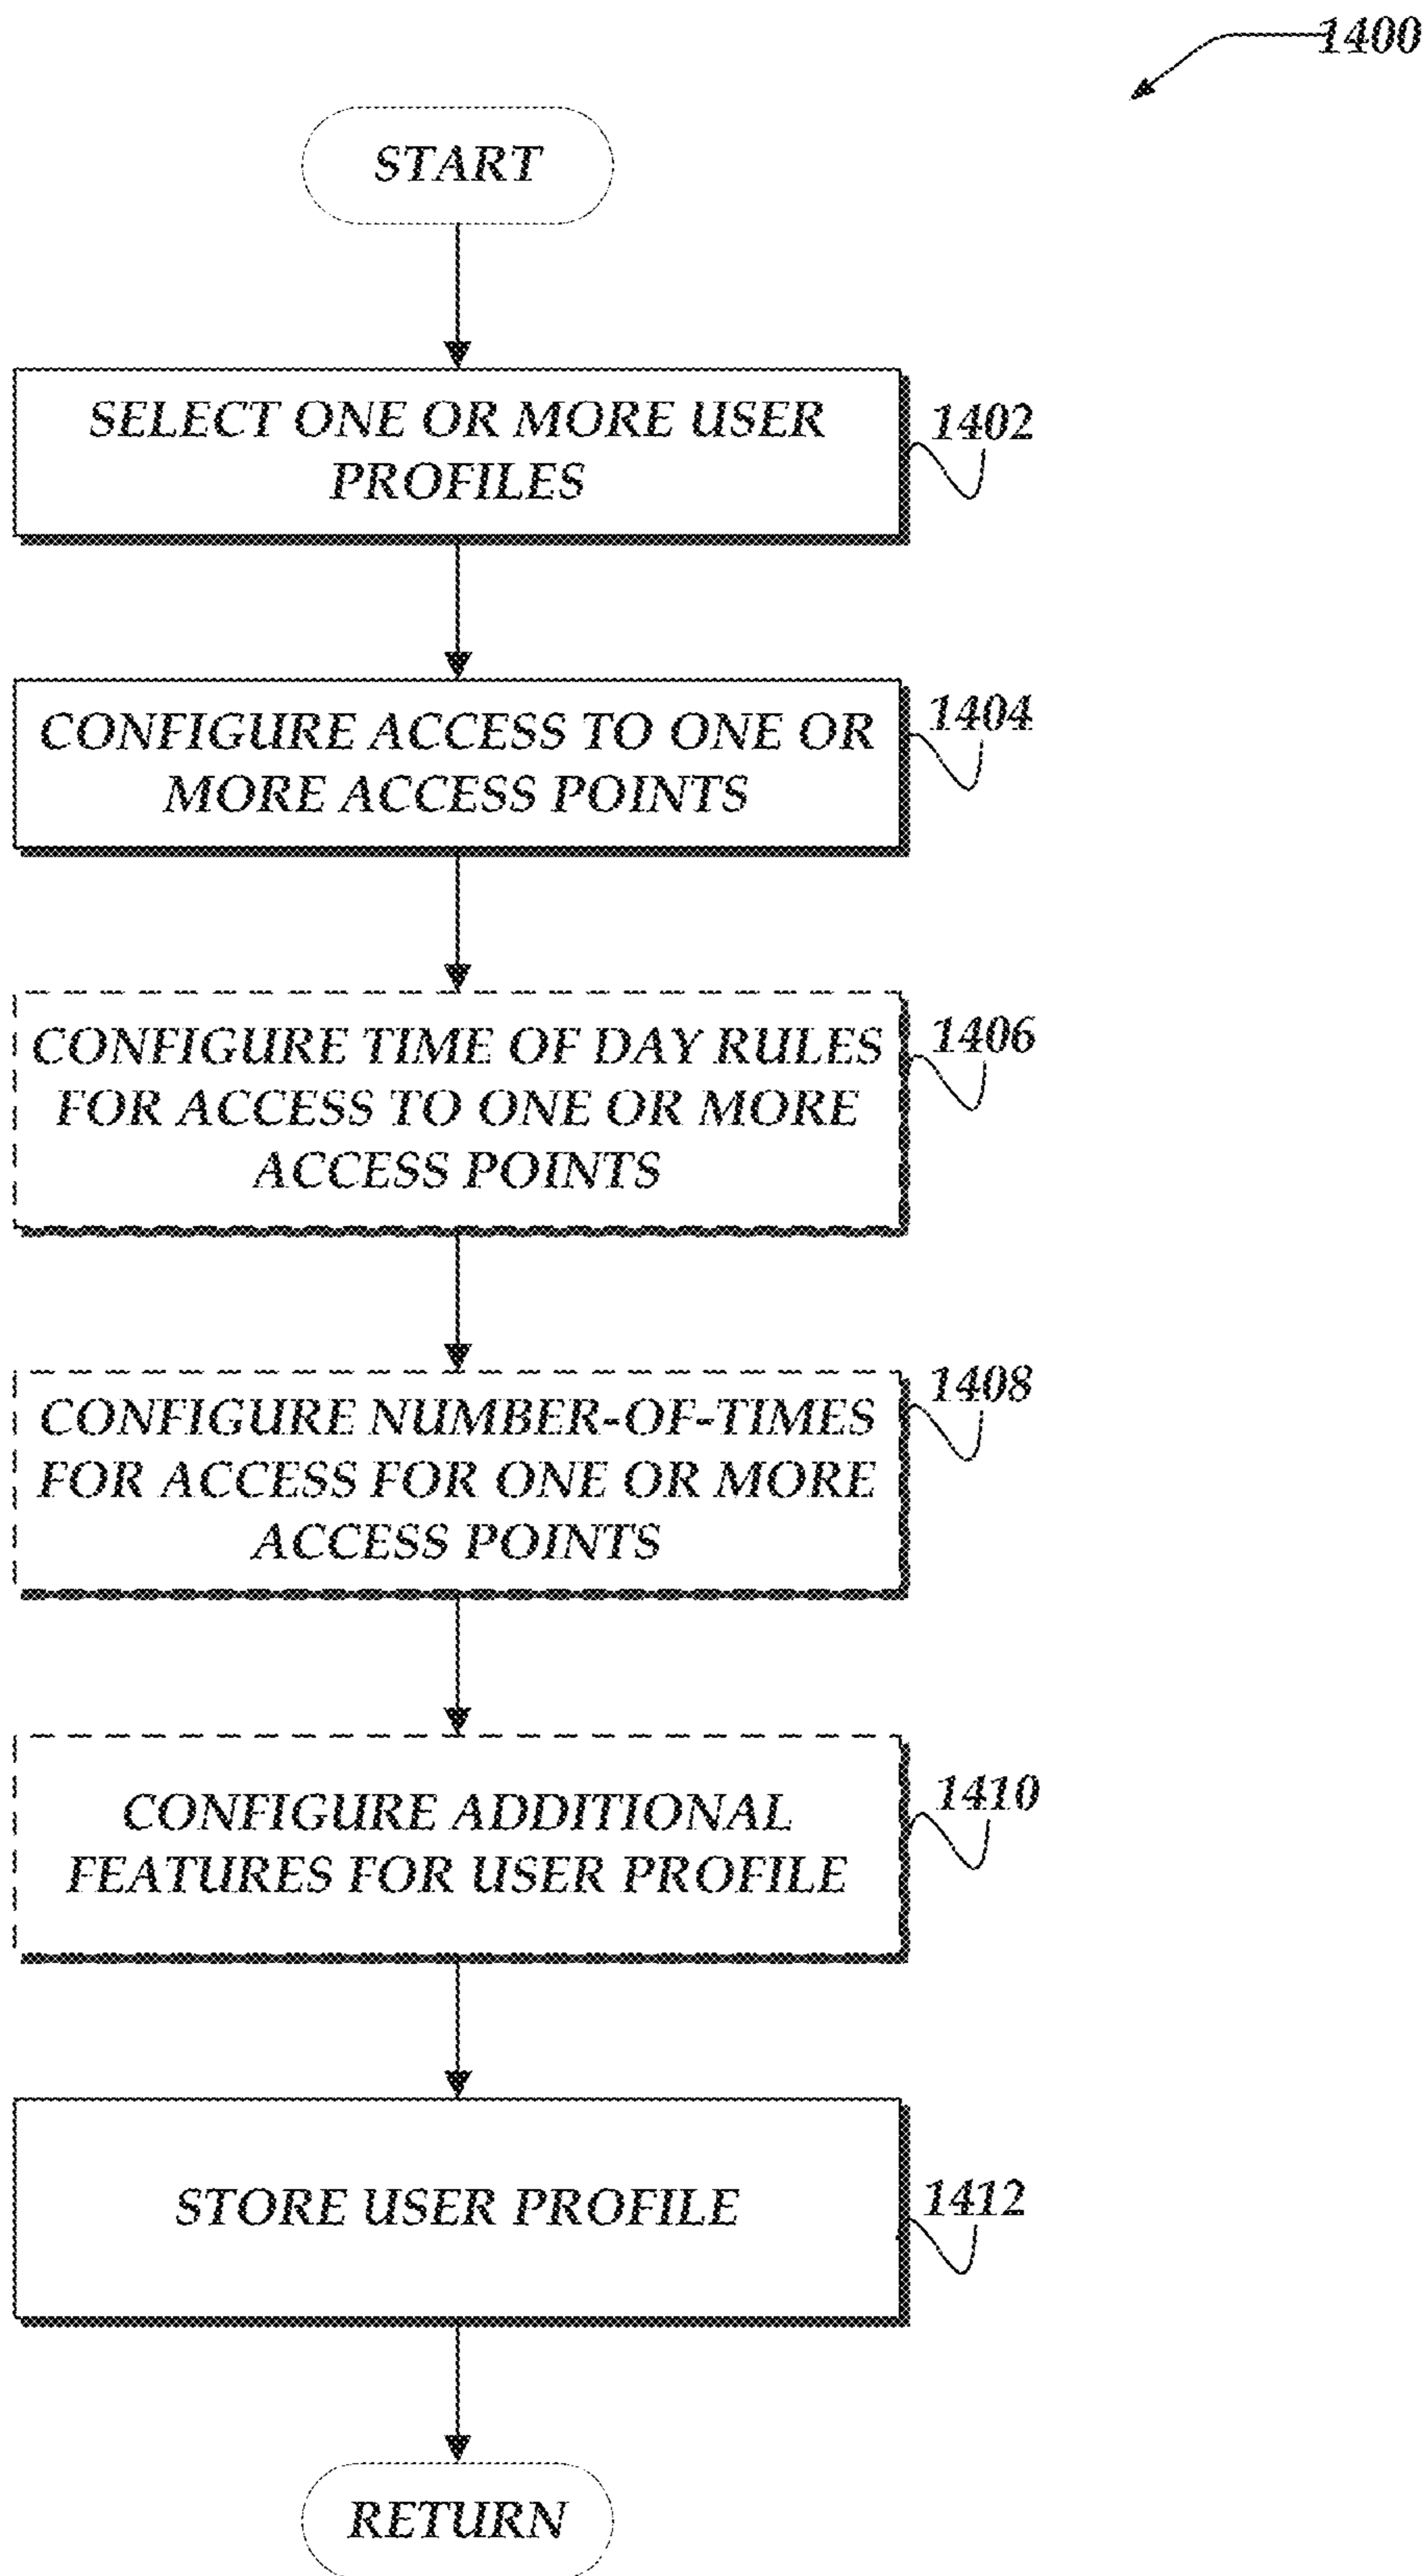 1400
START
SELECT ONE OR MORE USER
PROFILES
1402
CONFIGURE ACCESS TO ONE OR
MORE ACCESS POINTS
1404
CONFIGURE TIME OF DAY RULES
FOR ACCESS TO ONE OR MORE
ACCESS POINTS
1406
CONFIGURE NUMBER-OF-TIMES
FOR ACCESS FOR ONE OR MORE
ACCESS POINTS
1408
CONFIGURE ADDITIONAL
FEATURES FOR USER PROFILE
1410
STORE USER PROFILE
1412
RETURN